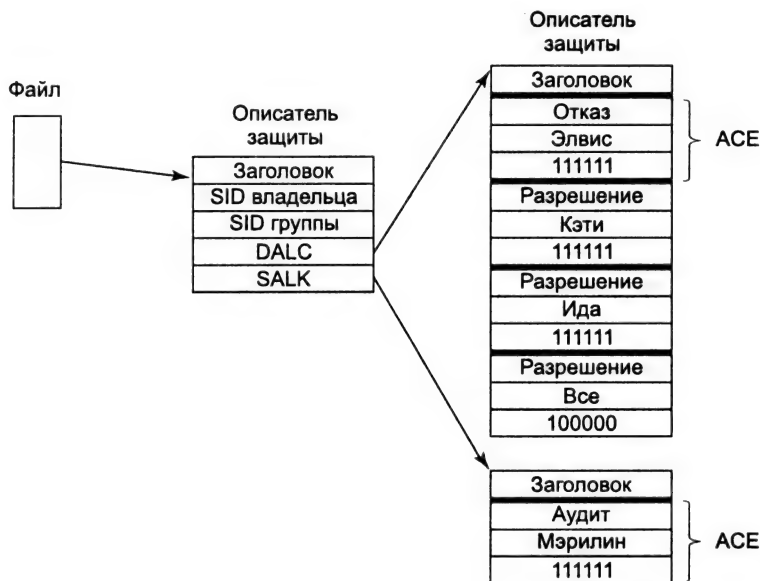 Файл
Описатель
защиты
Заголовок
SID владельца
SID группы
DALC
SALK
Описатель
защиты
Заголовок
Отказ
Элвис
111111
ACE
Разрешение
Кэти
111111
Разрешение
Ида
111111
Разрешение
Все
100000
Заголовок
Аудит
Мэрилин
111111
ACE